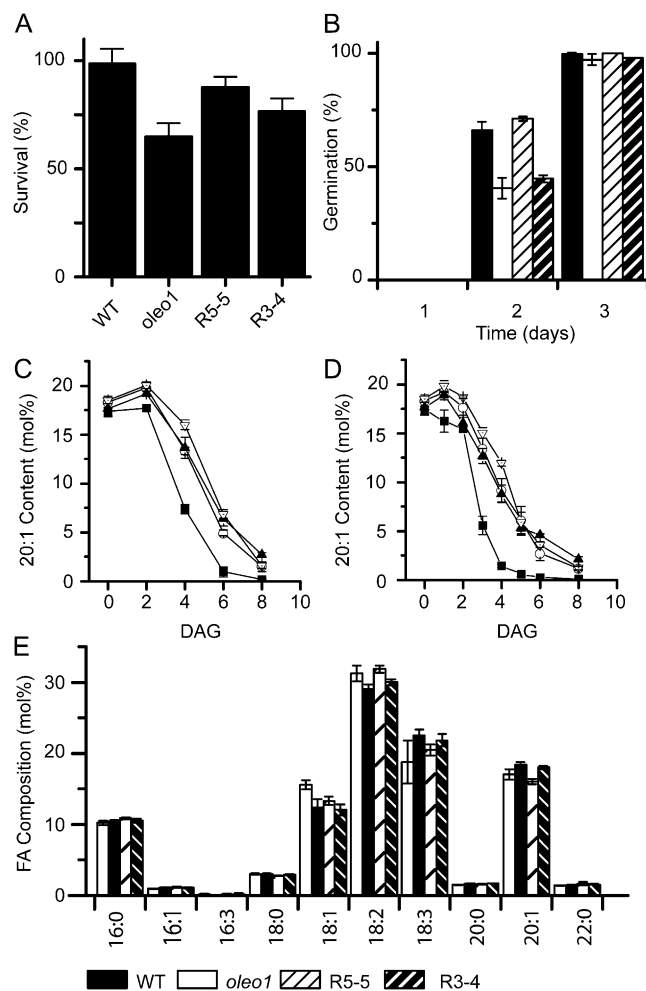 A
Survival (%)
100
50
0
WT
oleo1
R5-5
R3-4
B
Germination (%)
100
50
0
1 2 3
Time (days)
C
20:1 Content (mol%)
20
15
10
5
0
0 2 4 6 8 10
DAG
D
20:1 Content (mol%)
20
15
10
5
0
0 2 4 6 8 10
DAG
E
FA Composition (mol%)
30
20
10
0
16:0 16:1 16:3 18:0 18:1 18:2 18:3 20:0 20:1 22:0
WT oleo1 R5-5 R3-4